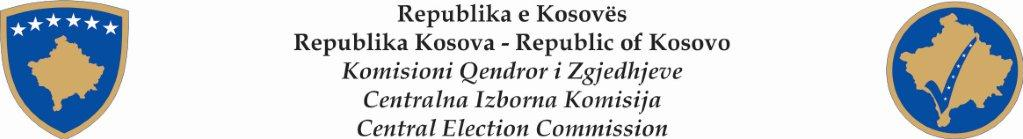 Republika e Kosovës
Republika Kosova - Republic of Kosovo
Komisioni Qendror i Zgjedhjeve
Centralna Izborna Komisija
Central Election Commission